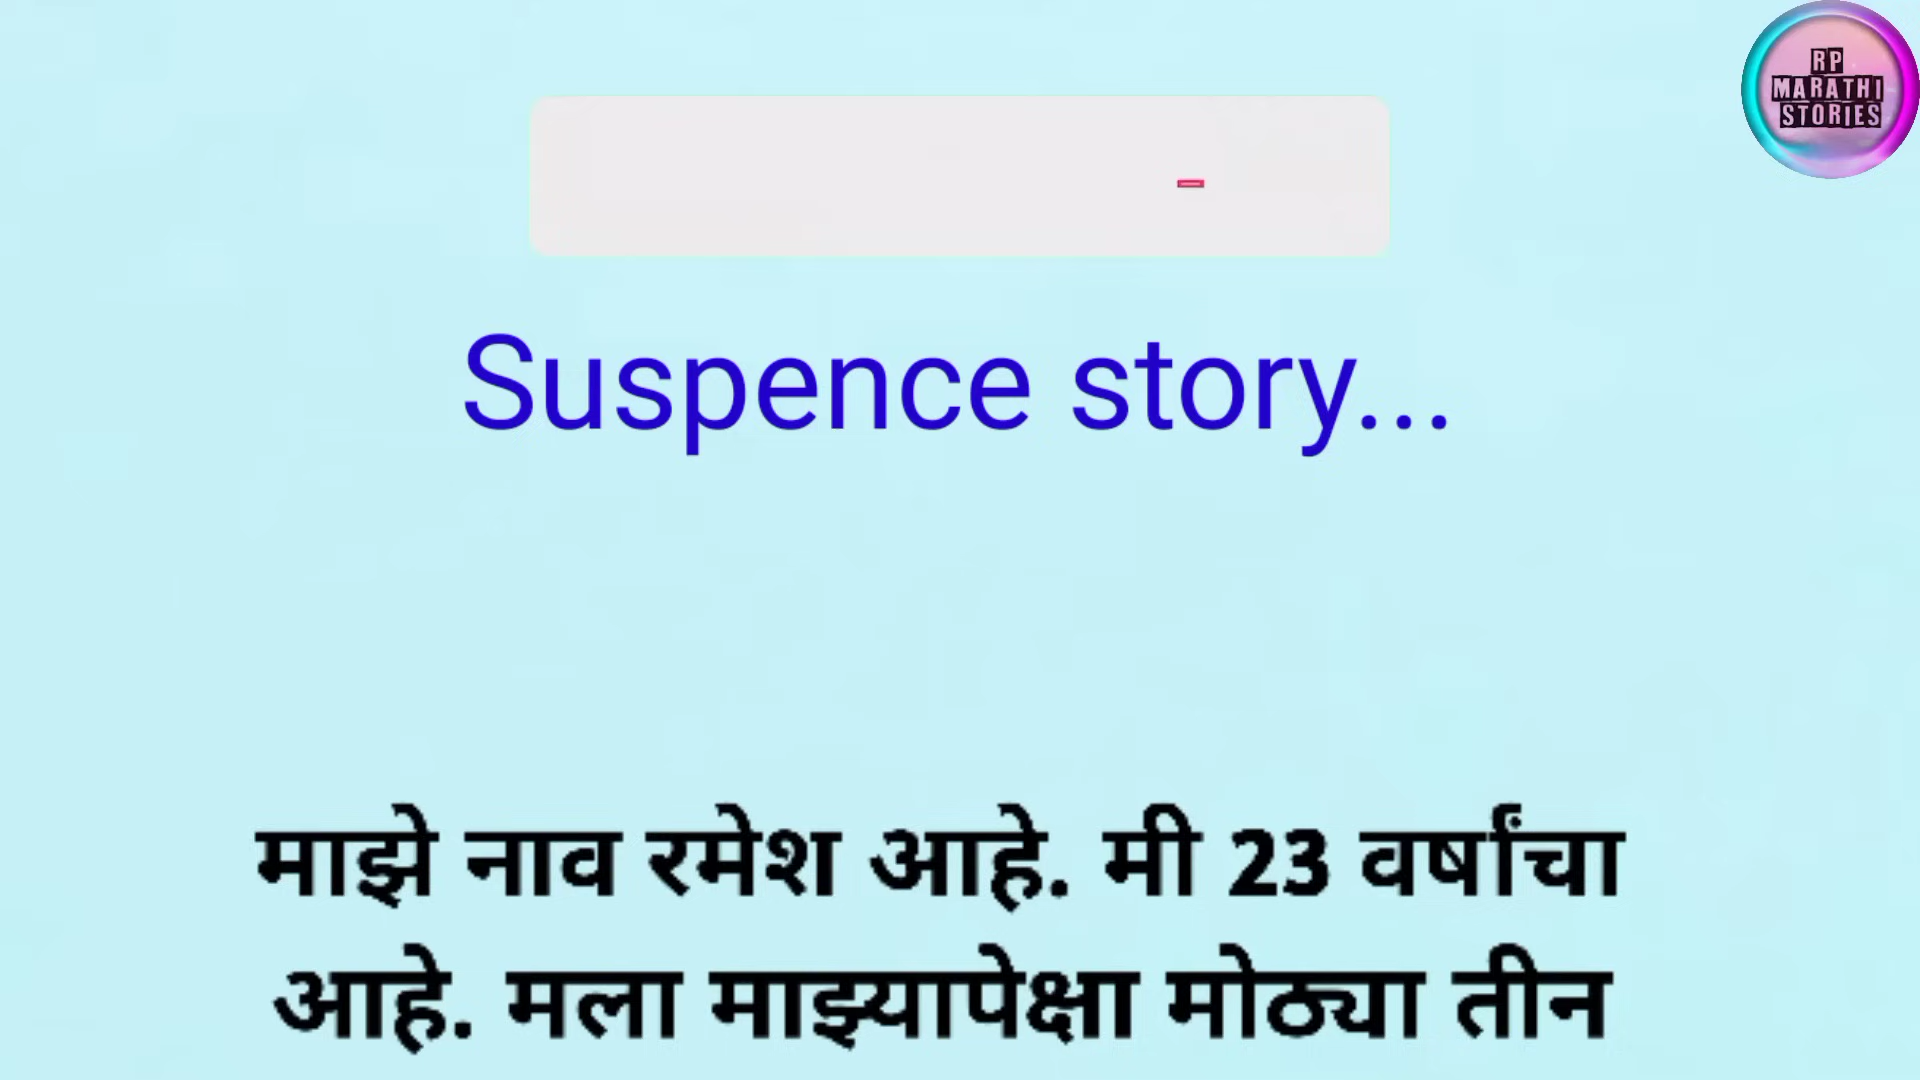 RP
MARATHI
STORIES
Suspence story...
माझे नाव रमेश आहे. मी 23 वर्षांचा
आहे. मला माझ्यापेक्षा मोठ्या तीन